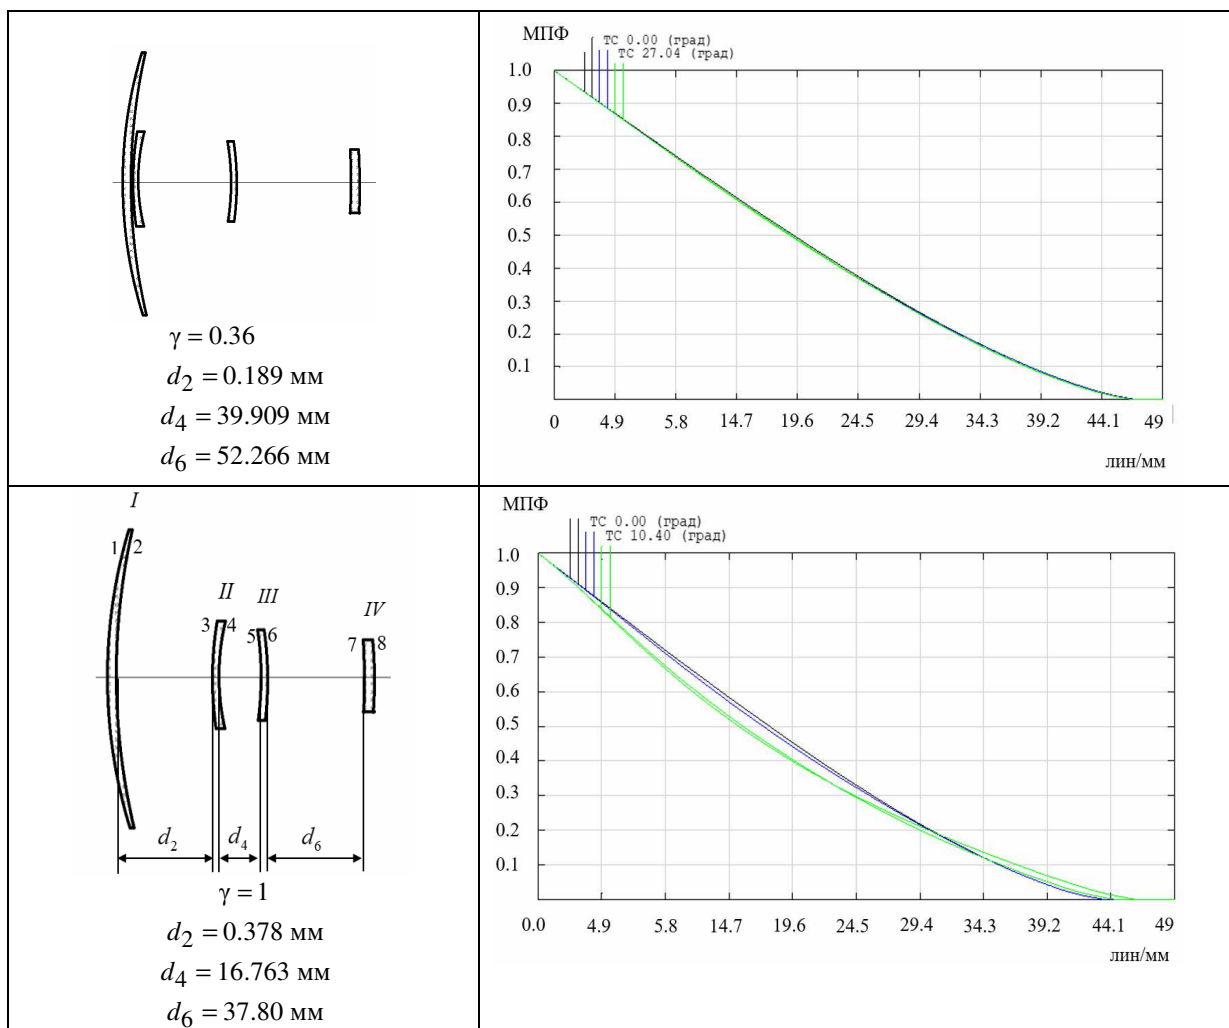 МПФ
ТС 0.00 (град)
ТС 27.04 (град)
1.0
0.9
0.8
0.7
0.6
0.5
0.4
0.3
0.2
0.1
0 4.9 5.8 14.7 19.6 24.5 29.4 34.3 39.2 44.1 49
лин/мм
γ = 0.36
d2 = 0.189 мм
d4 = 39.909 мм
d6 = 52.266 мм
I
1 2
II
3 4
III
5 6
IV
7 8
d2 d4 d6
γ = 1
d2 = 0.378 мм
d4 = 16.763 мм
d6 = 37.80 мм
МПФ
ТС 0.00 (град)
ТС 10.40 (град)
1.0
0.9
0.8
0.7
0.6
0.5
0.4
0.3
0.2
0.1
0.0 4.9 5.8 14.7 19.6 24.5 29.4 34.3 39.2 44.1 49
лин/мм